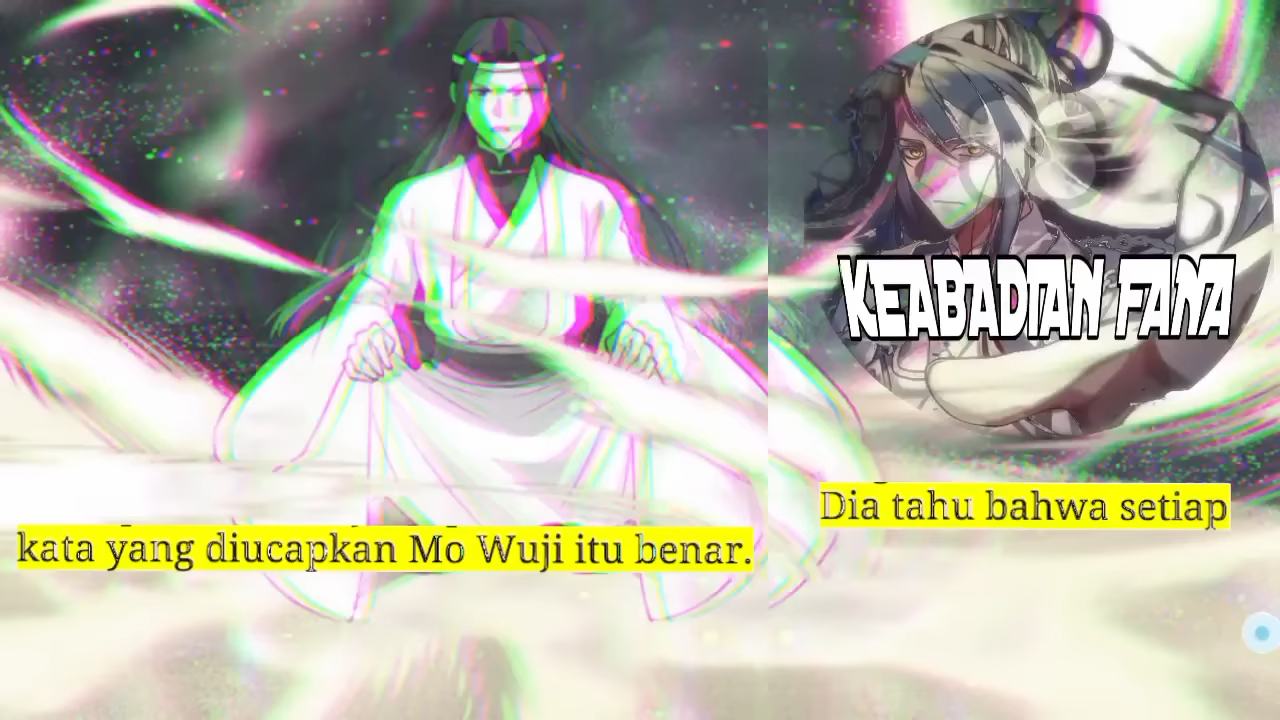 KEABADIAN FANA
Dia tahu bahwa setiap
kata yang diucapkan Mo Wuji itu benar.